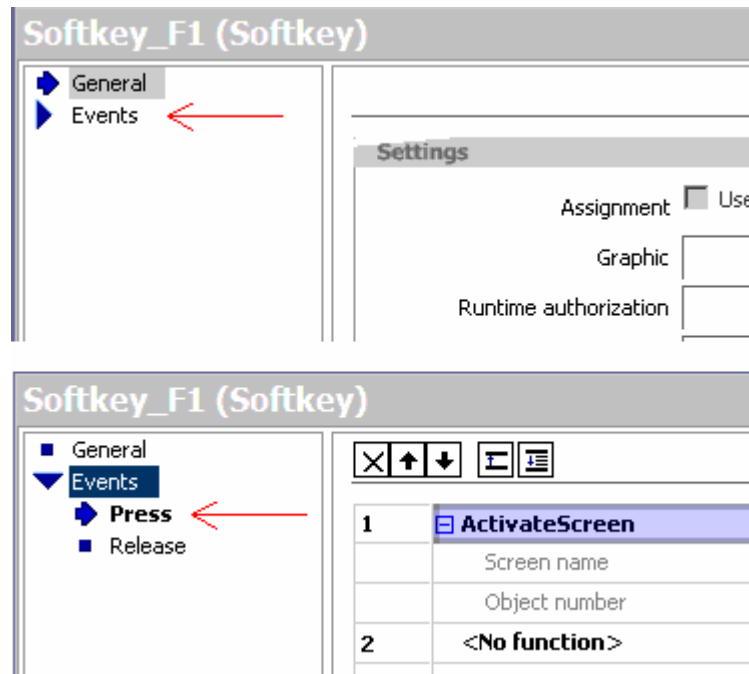 Softkey_F1 (Softkey)
General
Events
Settings
Assignment Use
Graphic
Runtime authorization
Softkey_F1 (Softkey)
General
Events
Press
Release
1 ActivateScreen
Screen name
Object number
2 <No function>